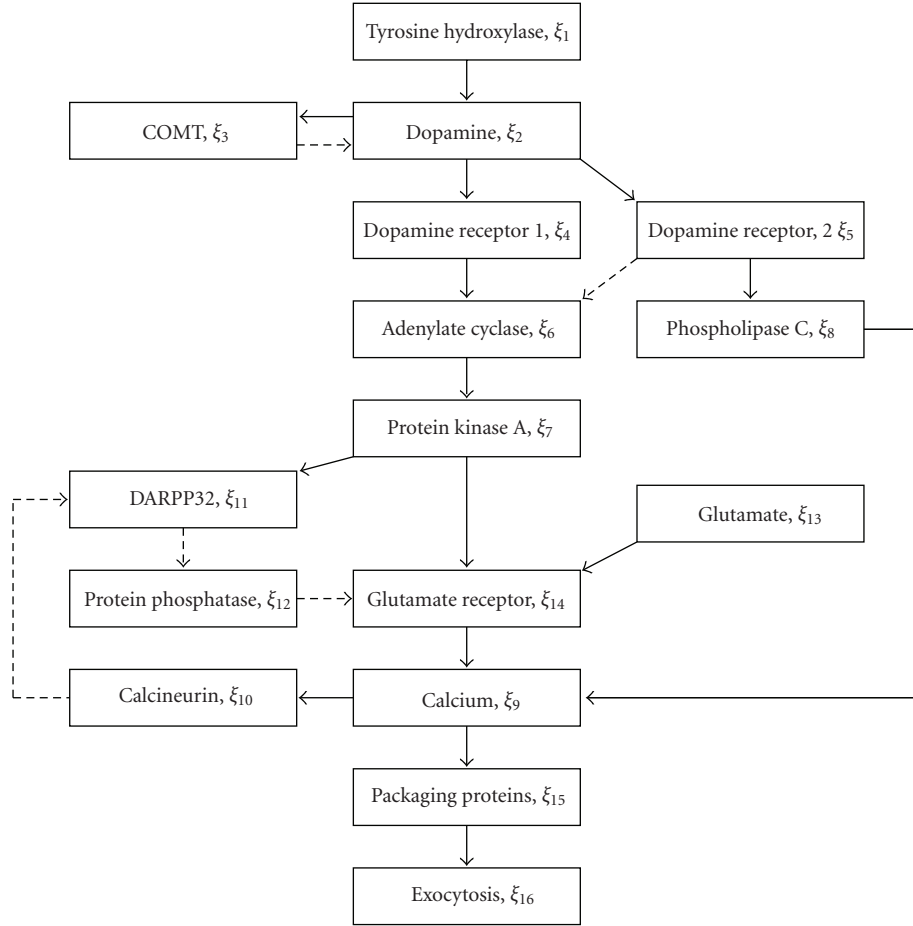 Tyrosine hydroxylase, ξ1
COMT, ξ3
Dopamine, ξ2
Dopamine receptor 1, ξ4
Dopamine receptor, 2 ξ5
Adenylate cyclase, ξ6
Phospholipase C, ξ8
Protein kinase A, ξ7
DARPP32, ξ11
Glutamate, ξ13
Protein phosphatase, ξ12
Glutamate receptor, ξ14
Calcineurin, ξ10
Calcium, ξ9
Packaging proteins, ξ15
Exocytosis, ξ16